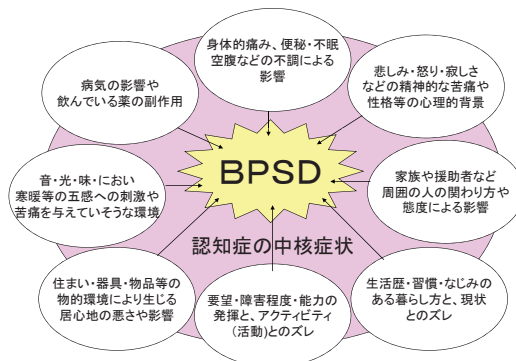 身体的痛み、便秘・不眠
空腹などの不調による
影響
病気の影響や
飲んでいる薬の副作用
悲しみ・怒り・寂しさ
などの精神的な苦痛や
性格等の心理的背景
音・光・味・におい
寒暖等の五感への刺激や
苦痛を与えていそうな環境
BPSD
家族や援助者など
周囲の人の関わり方や
態度による影響
認知症の中核症状
住まい・器具・物品等の
物的環境により生じる
居心地の悪さや影響
要望・障害程度・能力の
発揮と、アクティビティ
(活動)とのズレ
生活歴・習慣・なじみの
ある暮らし方と、現状
とのズレ